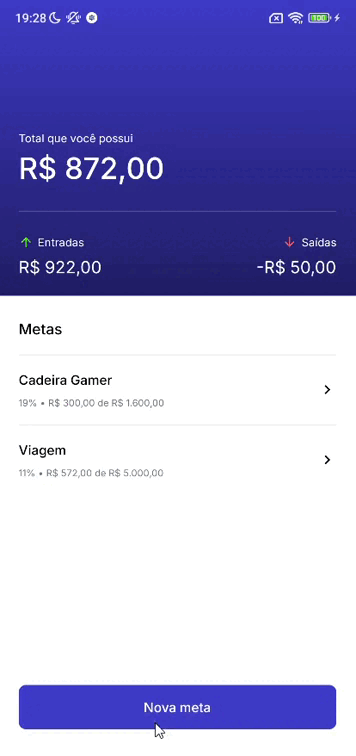 19:28
100
Total que você possui
R$ 872,00
Entradas
Saídas
R$ 922,00
-R$ 50,00
Metas
Cadeira Gamer
19% • R$ 300,00 de R$ 1.600,00
Viagem
11% • R$ 572,00 de R$ 5.000,00
Nova meta